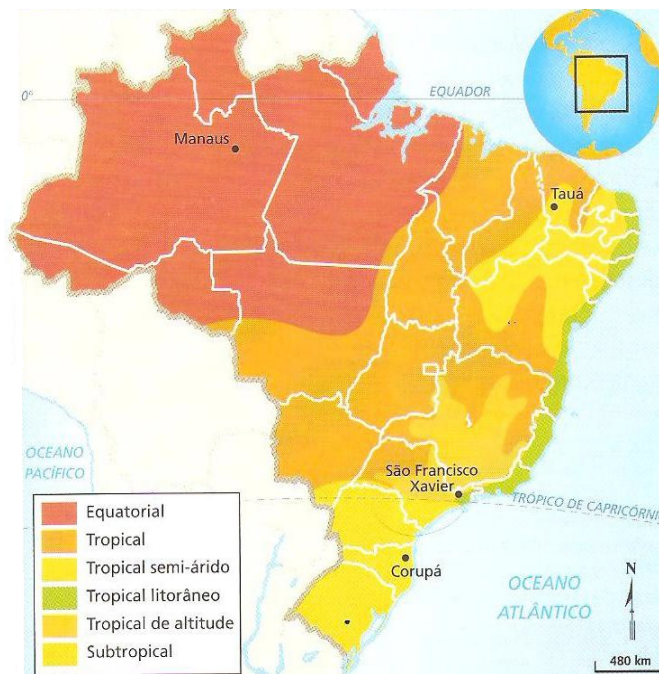 0°
EQUADOR
Manaus
Tauá
OCEANO
PACÍFICO
São Francisco
Xavier
TRÓPICO DE CAPRICÓRNI
Equatorial
Tropical
Tropical semi-árido
Tropical litorâneo
Tropical de altitude
Subtropical
Corupá
OCEANO
ATLÂNTICO
N
480 km